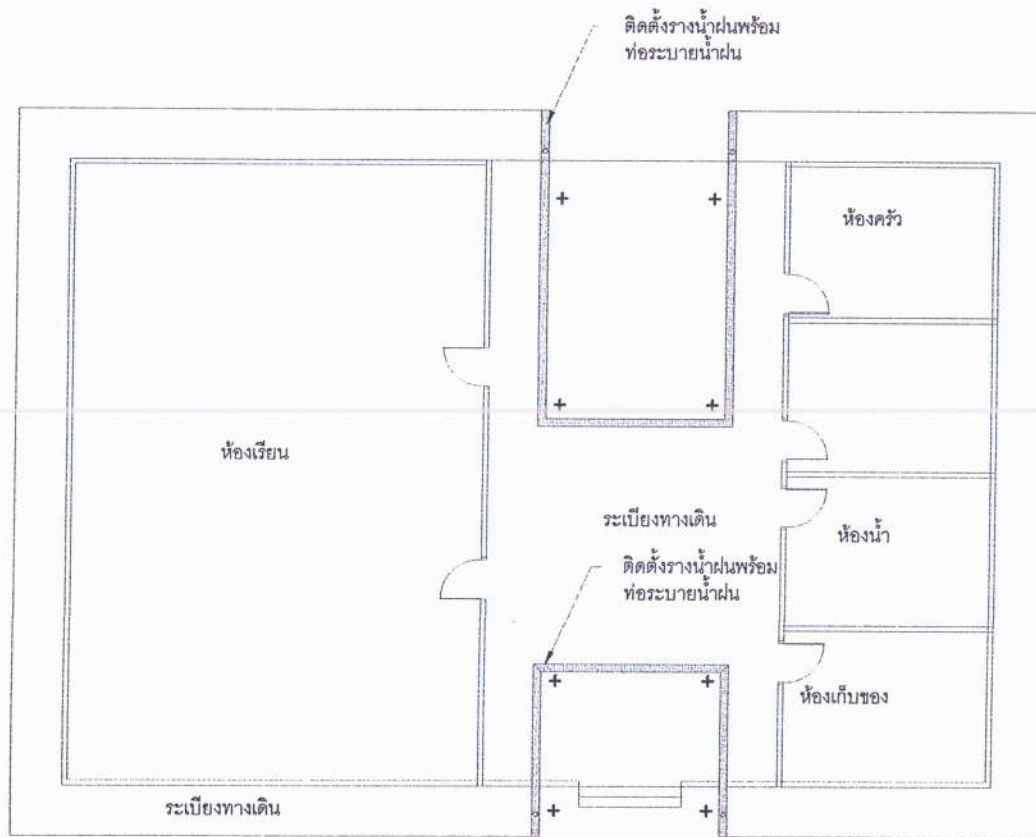 ติดตั้งรางน้ำฝนพร้อม
ท่อระบายน้ำฝน
ห้องครัว
ห้องเรียน
ระเบียงทางเดิน
ห้องน้ำ
ติดตั้งรางน้ำฝนพร้อม
ท่อระบายน้ำฝน
ห้องเก็บของ
ระเบียงทางเดิน